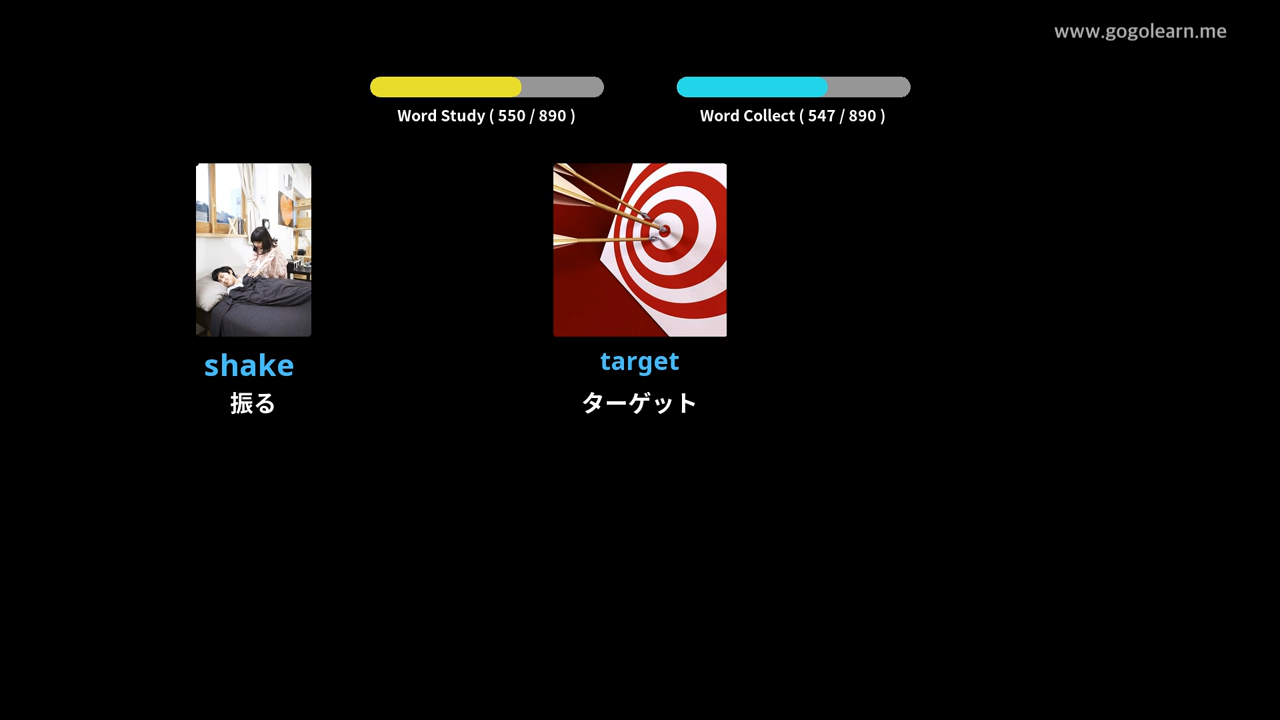 www.gogolearn.me
Word Study ( 550 / 890 )
Word Collect ( 547 / 890 )
shake
振る
target
ターゲット